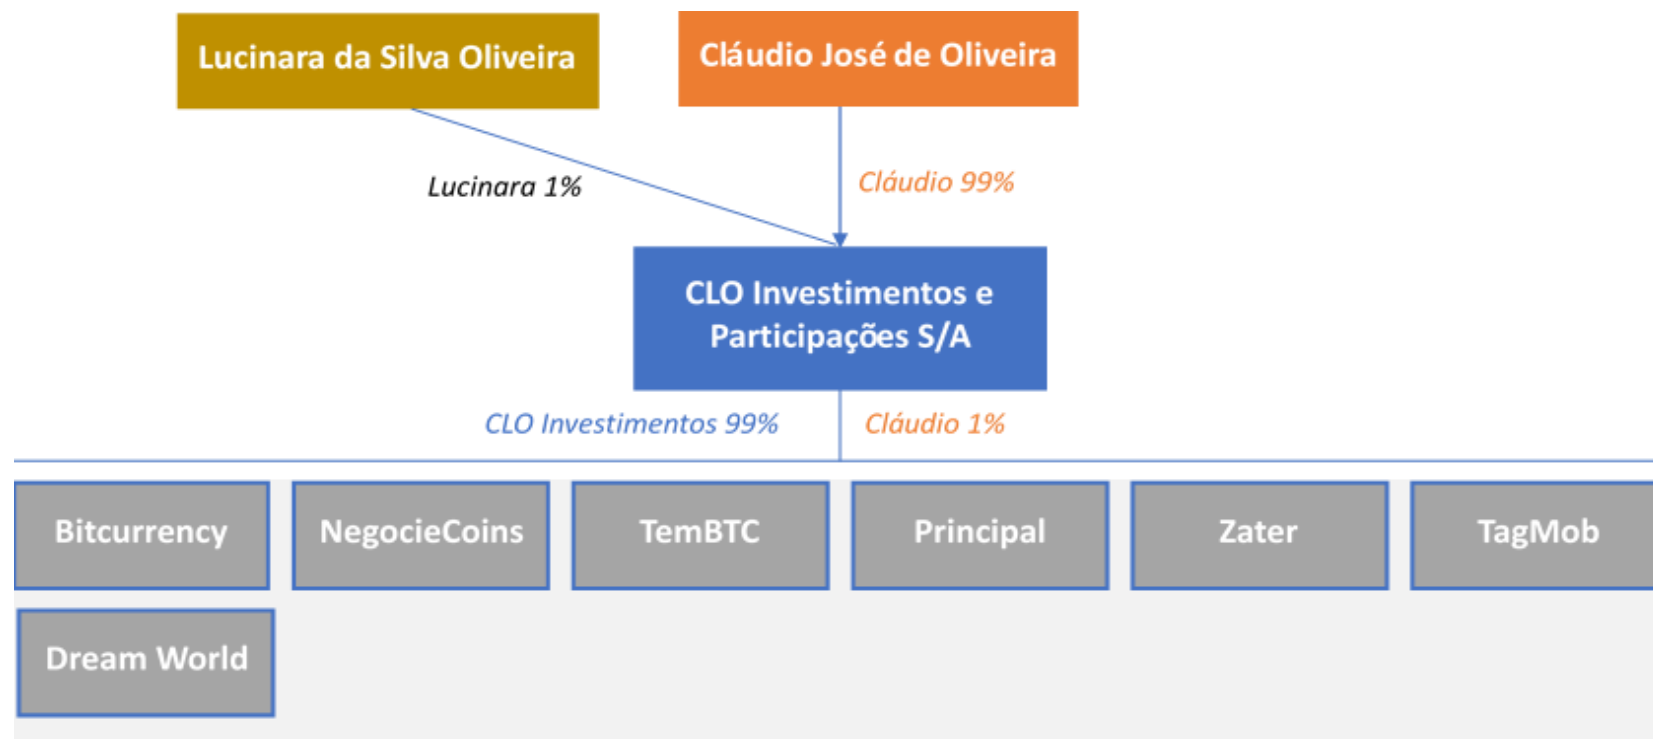 Lucinara da Silva Oliveira
Cláudio José de Oliveira
Lucinara 1%
Cláudio 99%
CLO Investimentos e
Participações S/A
CLO Investimentos 99%
Cláudio 1%
Bitcurrency
NegocieCoins
TemBTC
Principal
Zater
TagMob
Dream World